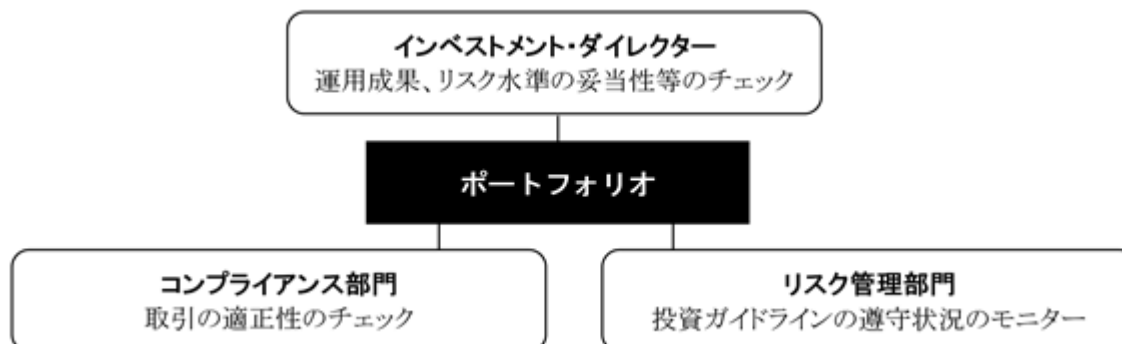 インベストメント・ダイレクター
運用成果、リスク水準の妥当性等のチェック
ポートフォリオ
コンプライアンス部門
取引の適正性のチェック
リスク管理部門
投資ガイドラインの遵守状況のモニター